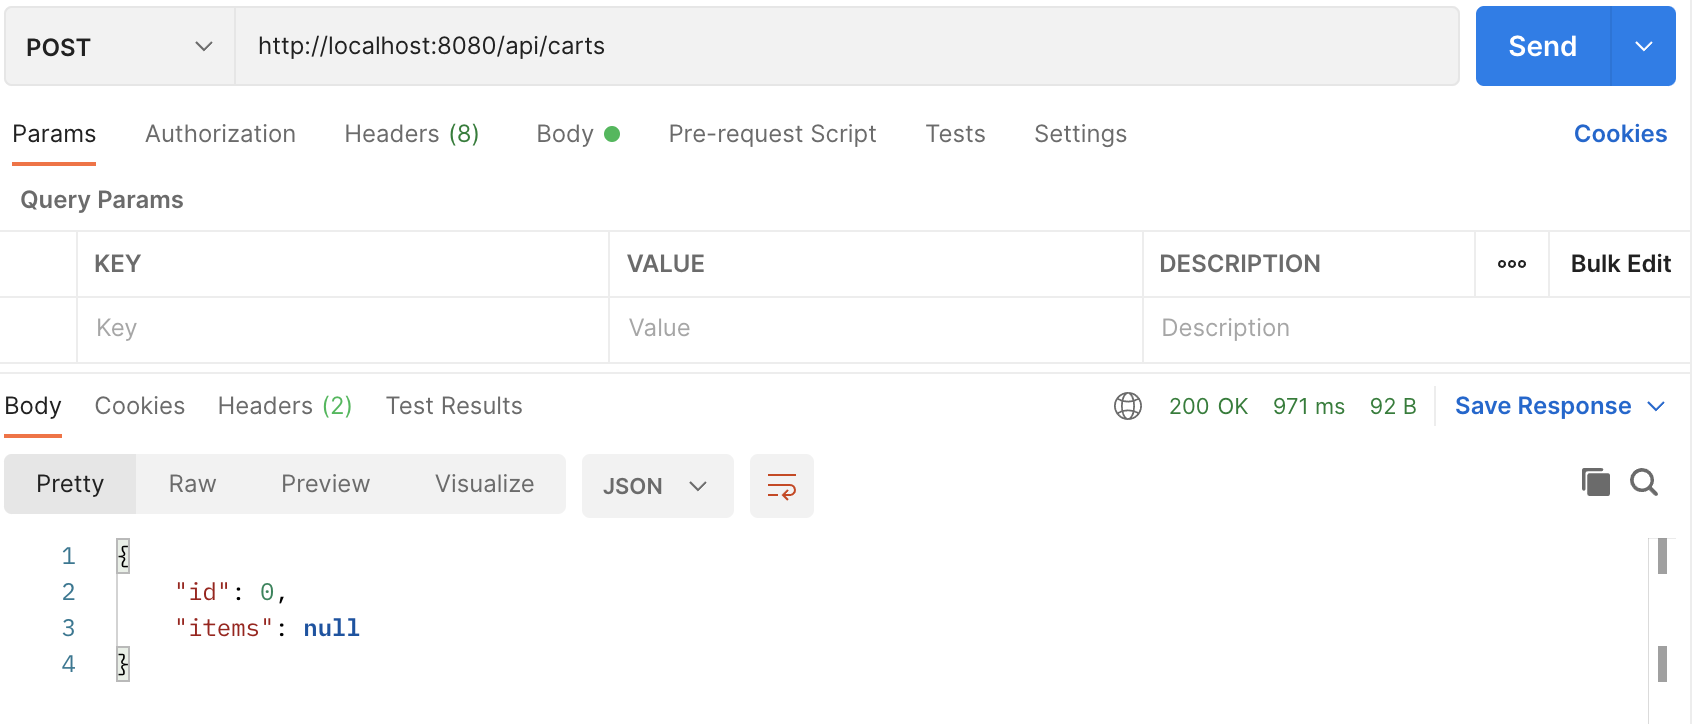 POST http://localhost:8080/api/carts Send
Params Authorization Headers (8) Body Pre-request Script Tests Settings Cookies
Query Params
KEY VALUE DESCRIPTION ooo Bulk Edit
Key Value Description
Body Cookies Headers (2) Test Results 200 OK 971 ms 92 B Save Response
Pretty Raw Preview Visualize JSON
1 {
2 "id": 0,
3 "items": null
4 }